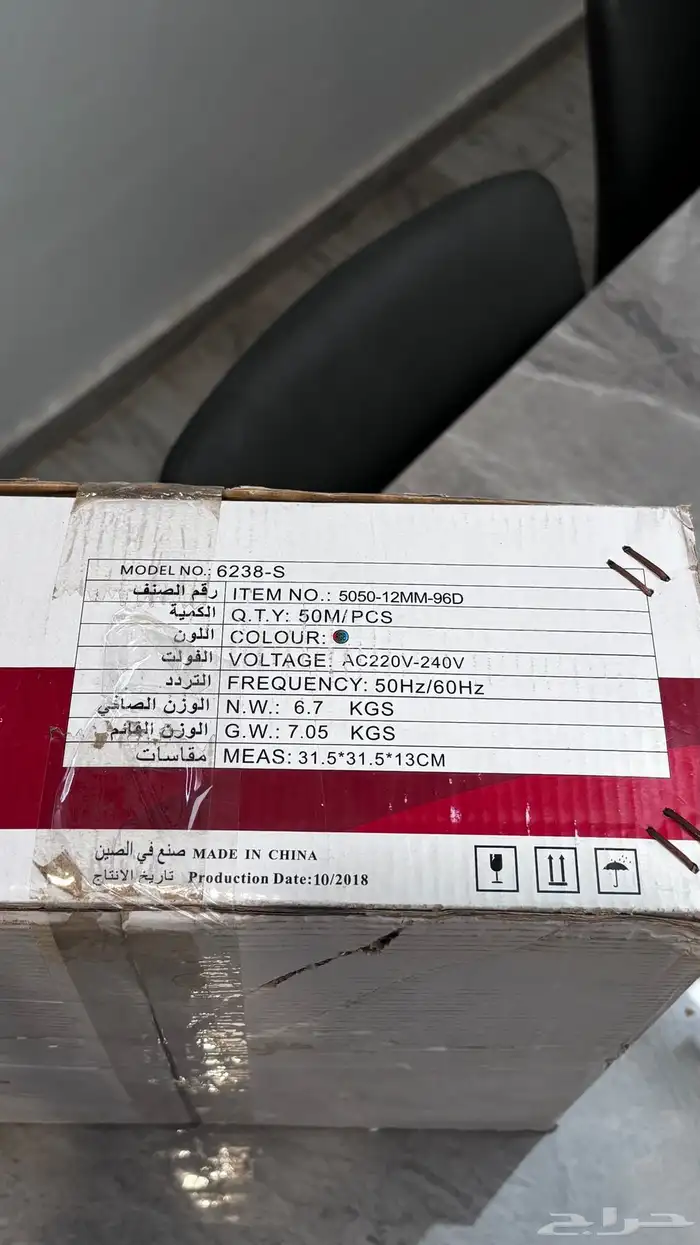 MODEL NO.: 6238-S
رقم الصنف ITEM NO.: 5050-12MM-96D
الكمية Q.T.Y: 50M/PCS
اللون COLOUR:
الفولت VOLTAGE: AC220V-240V
التردد FREQUENCY: 50Hz/60Hz
الوزن الصافي N.W.: 6.7 KGS
الوزن القائم G.W.: 7.05 KGS
مقاسات MEAS: 31.5*31.5*13CM
صنع في الصين MADE IN CHINA
تاريخ الانتاج Production Date:10/2018
حراج